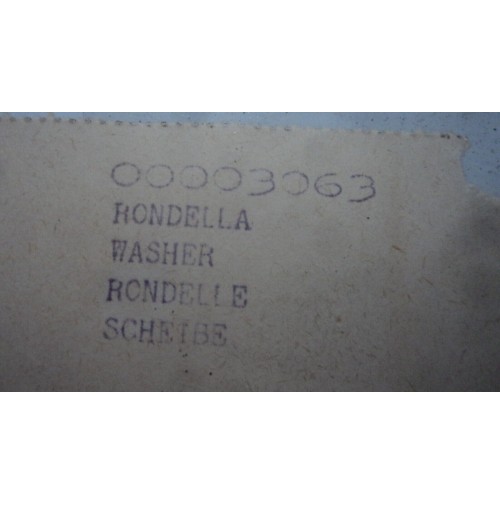 00003063
RONDELLA
WASHER
RONDELLE
SCHEIBE